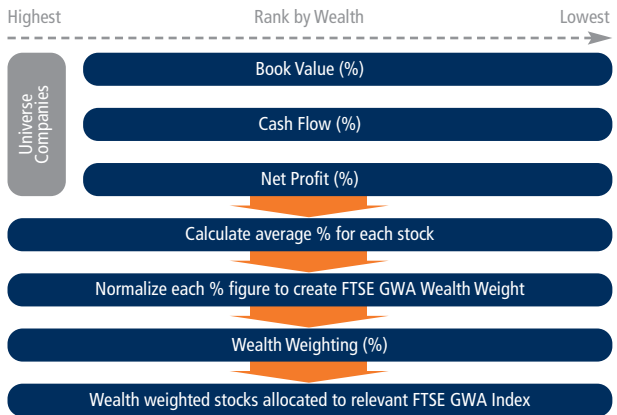 Highest Rank by Wealth Lowest
Universe
Companies
Book Value (%)
Cash Flow (%)
Net Profit (%)
Calculate average % for each stock
Normalize each % figure to create FTSE GWA Wealth Weight
Wealth Weighting (%)
Wealth weighted stocks allocated to relevant FTSE GWA Index